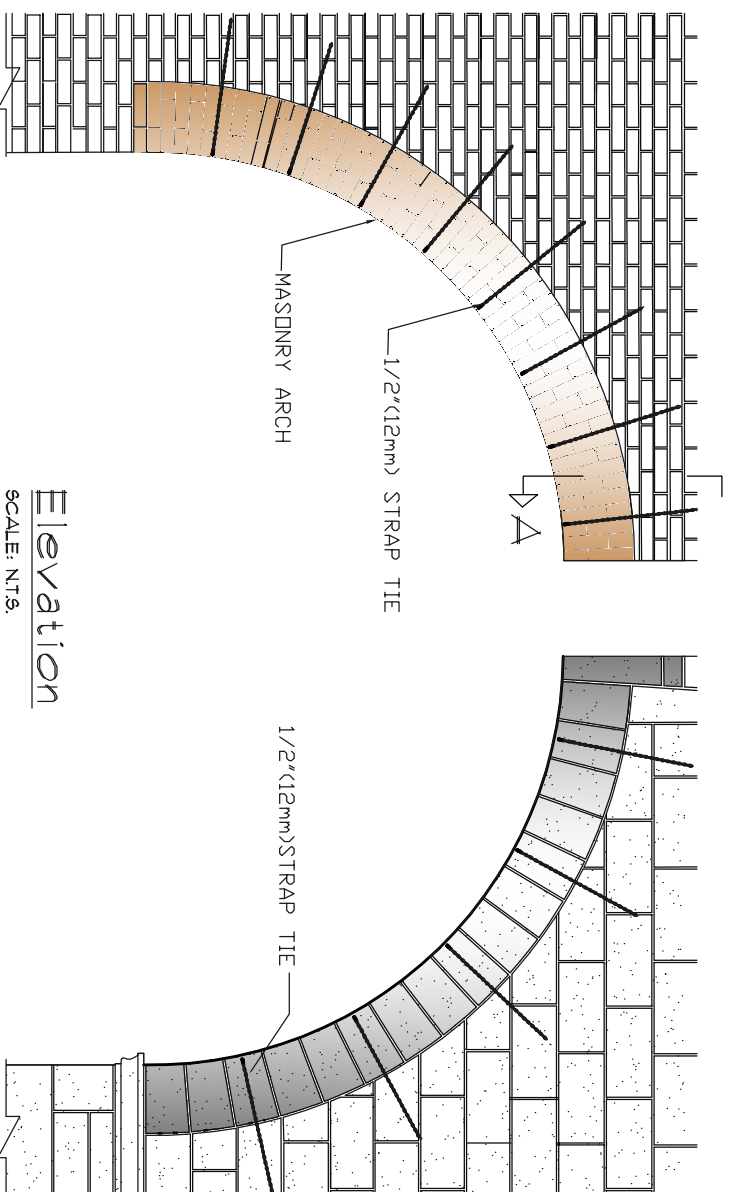 MASONRY ARCH
1/2"(12mm) STRAP TIE
A
1/2"(12mm)STRAP TIE
Elevation
SCALE: N.T.S.